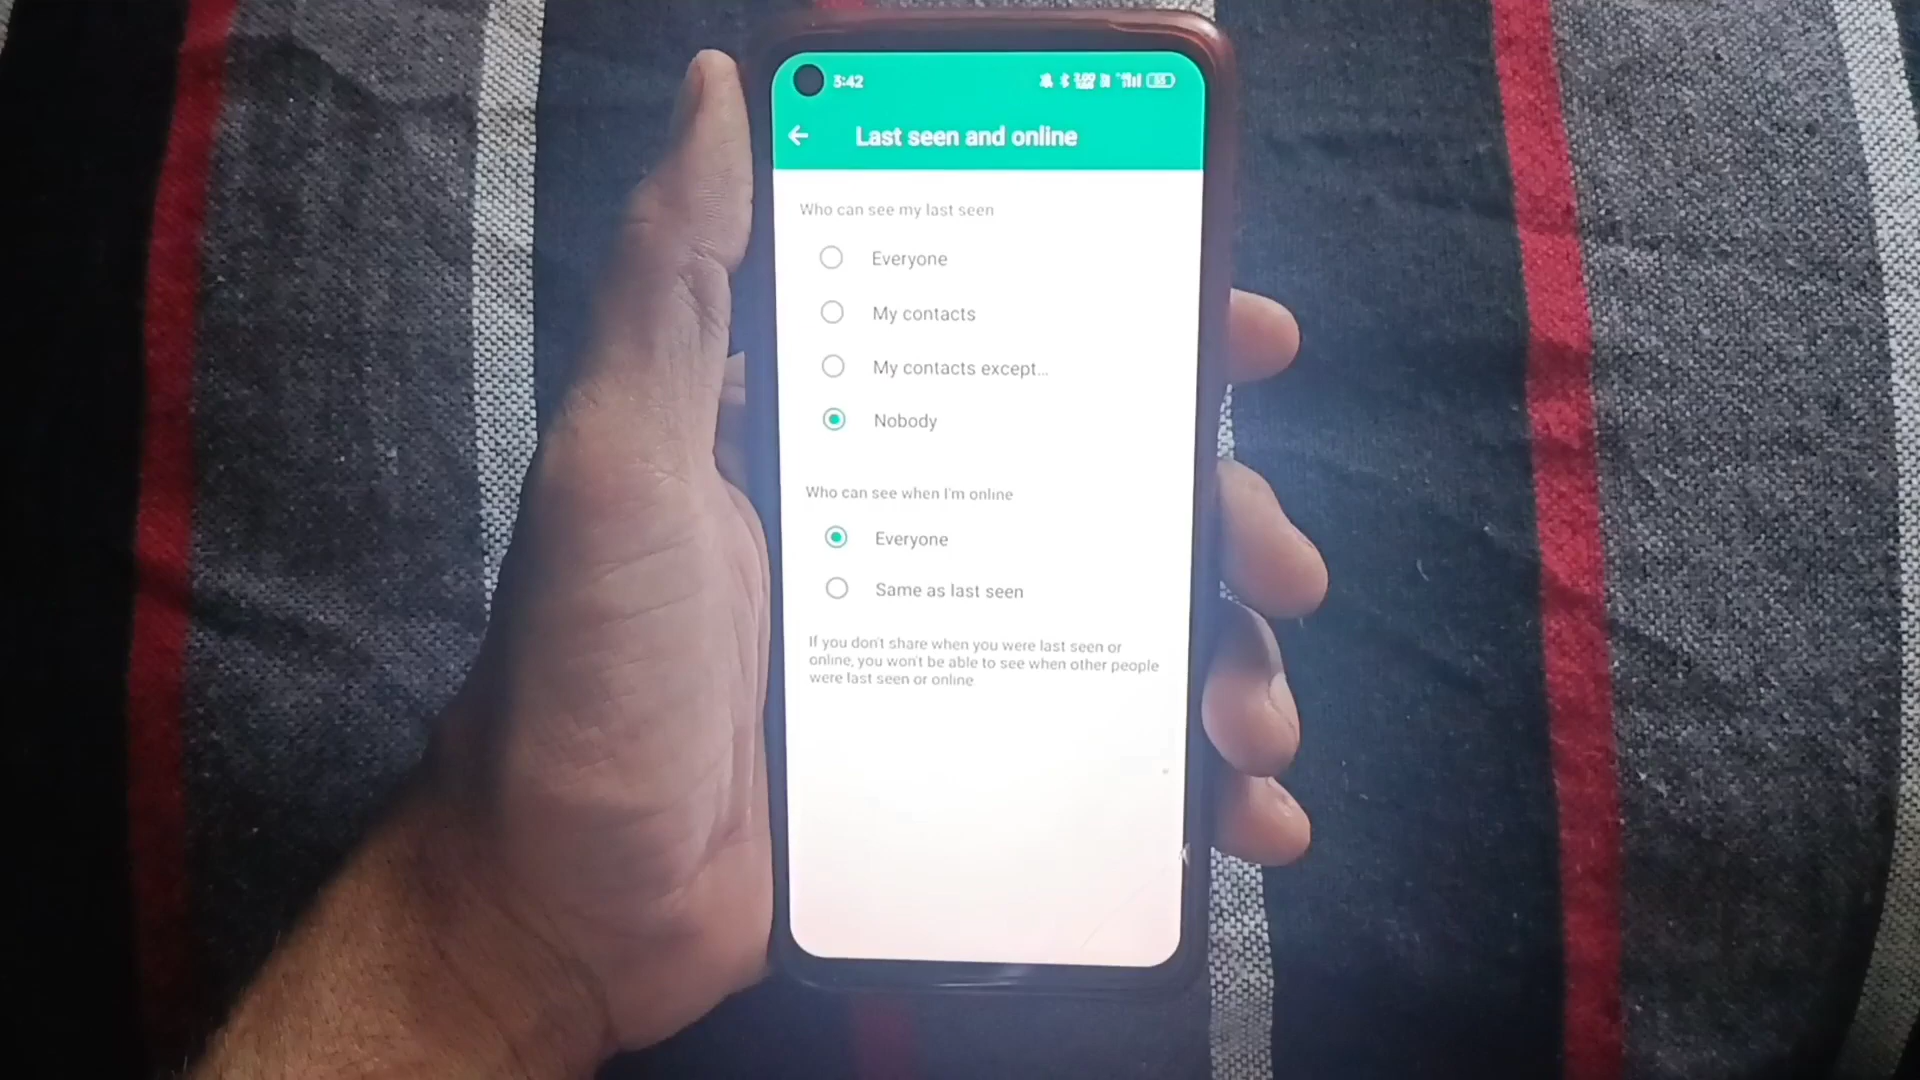 3:42
Last seen and online
Who can see my last seen
Everyone
My contacts
My contacts except...
Nobody
Who can see when I'm online
Everyone
Same as last seen
If you don't share when you were last seen or
online, you won't be able to see when other people
were last seen or online.